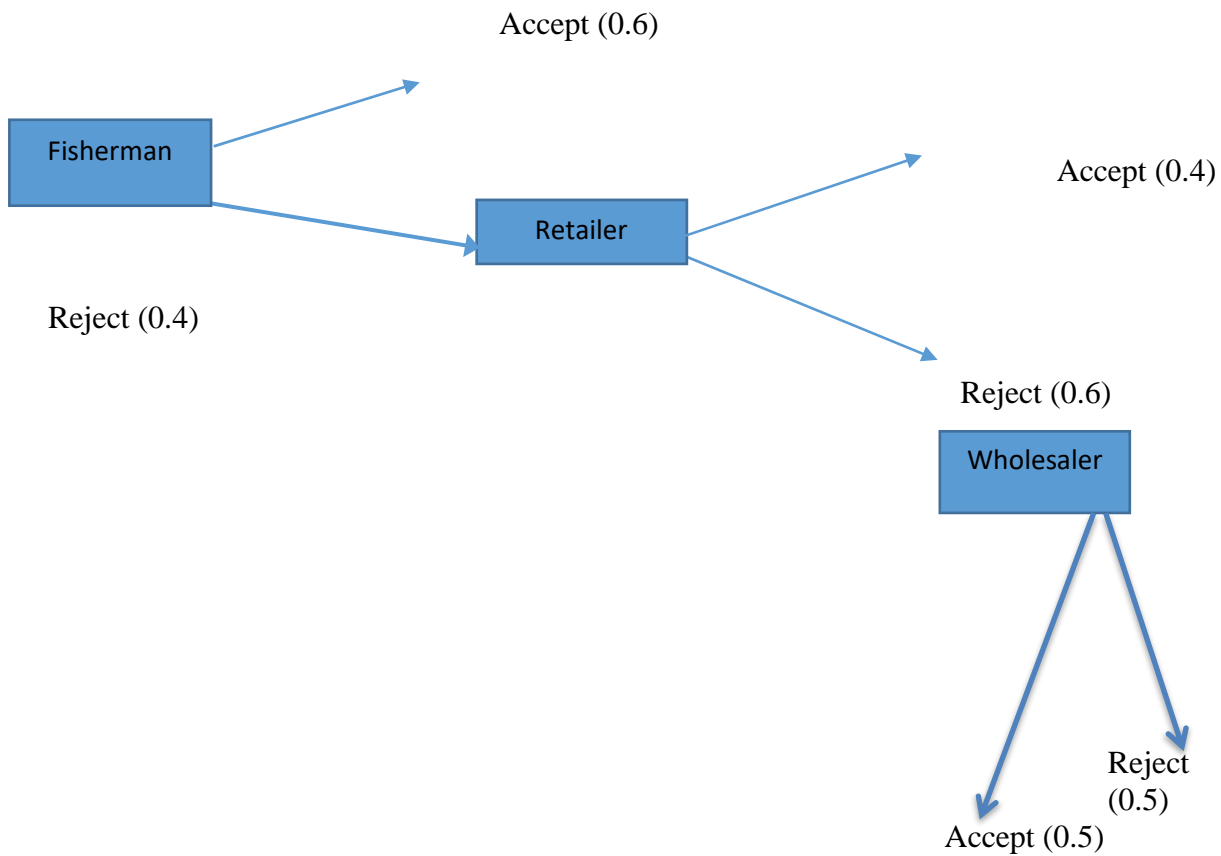 Accept (0.6)
Fisherman
Accept (0.4)
Retailer
Reject (0.4)
Reject (0.6)
Wholesaler
Reject
(0.5)
Accept (0.5)